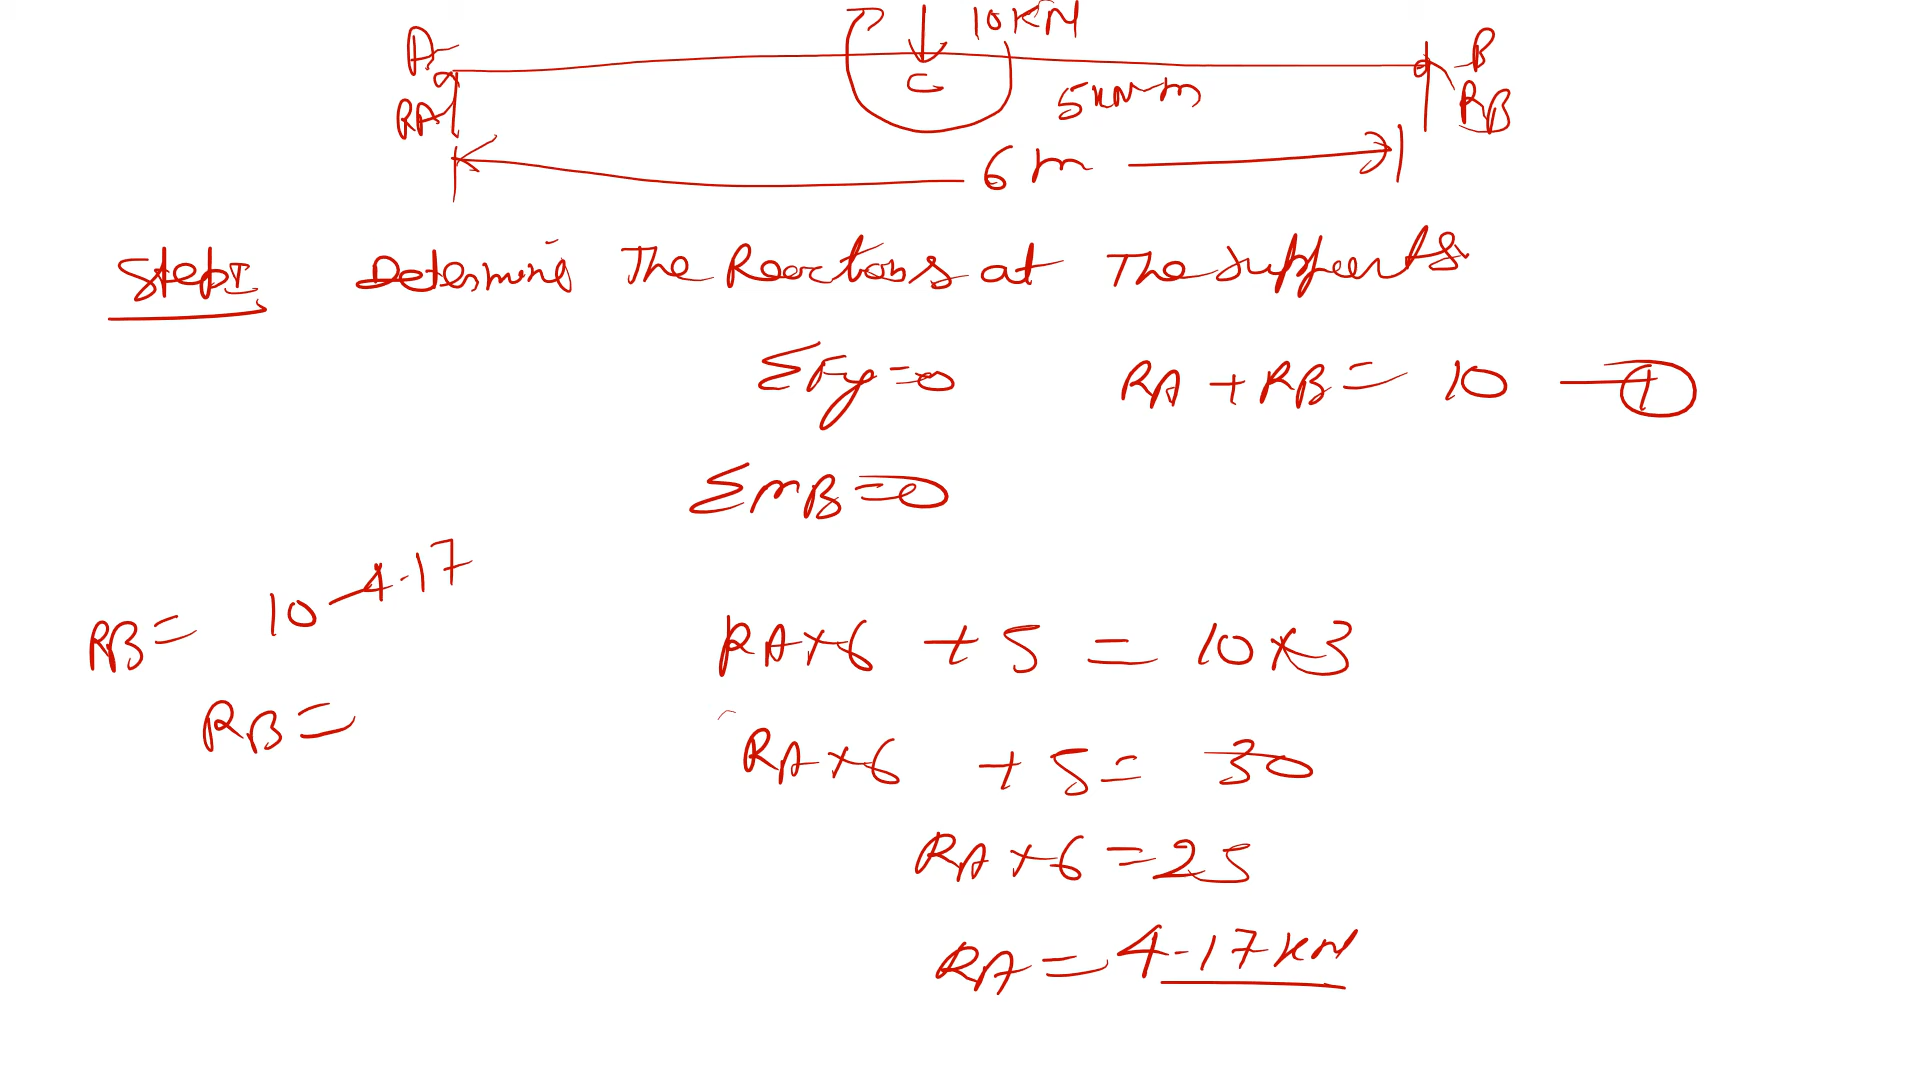 A 10KN B
C
RA 5KNm RB
6m
Step I Determine The Reactions at The supports
ΣFy=0 RA + RB = 10 — ①
ΣMB=0
RB = 10-4.17
RB =
RA×6 + 5 = 10×3
RA×6 + 5 = 30
RA×6 = 25
RA = 4.17KN